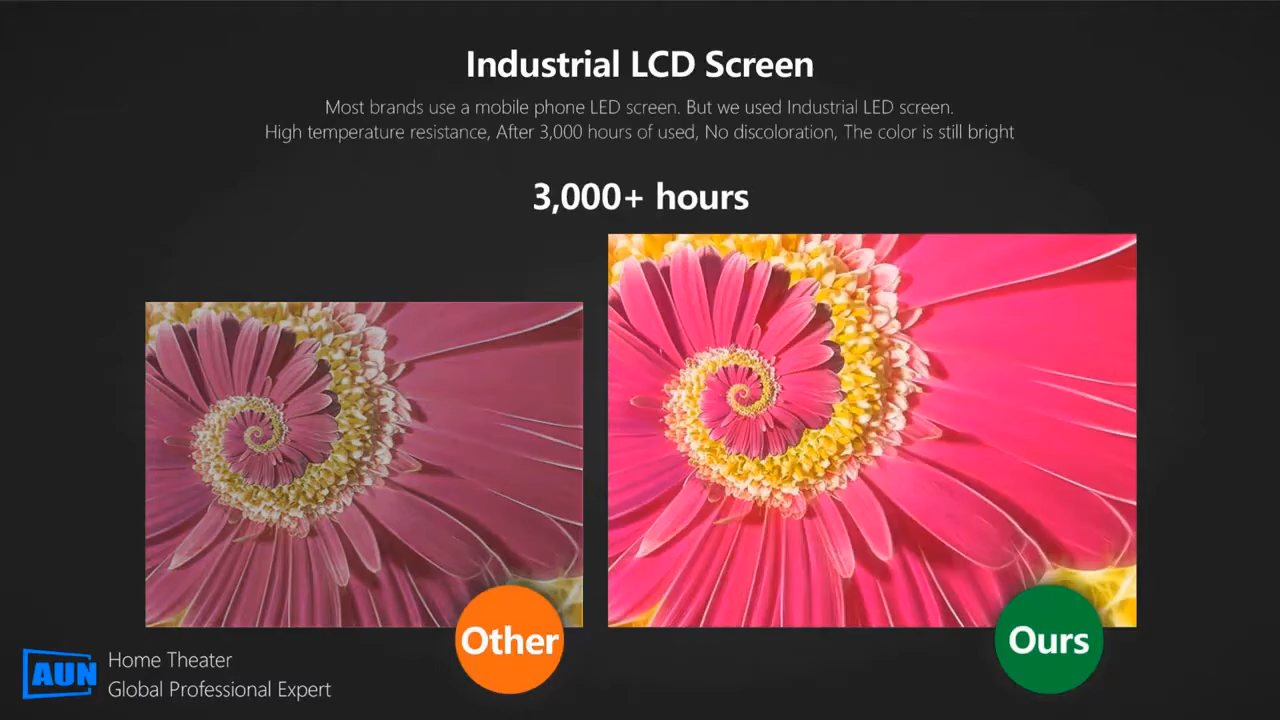 Industrial LCD Screen
Most brands use a mobile phone LED screen. But we used Industrial LED screen.
High temperature resistance, After 3,000 hours of used, No discoloration, The color is still bright
3,000+ hours
Other
Ours
AUN
Home Theater
Global Professional Expert